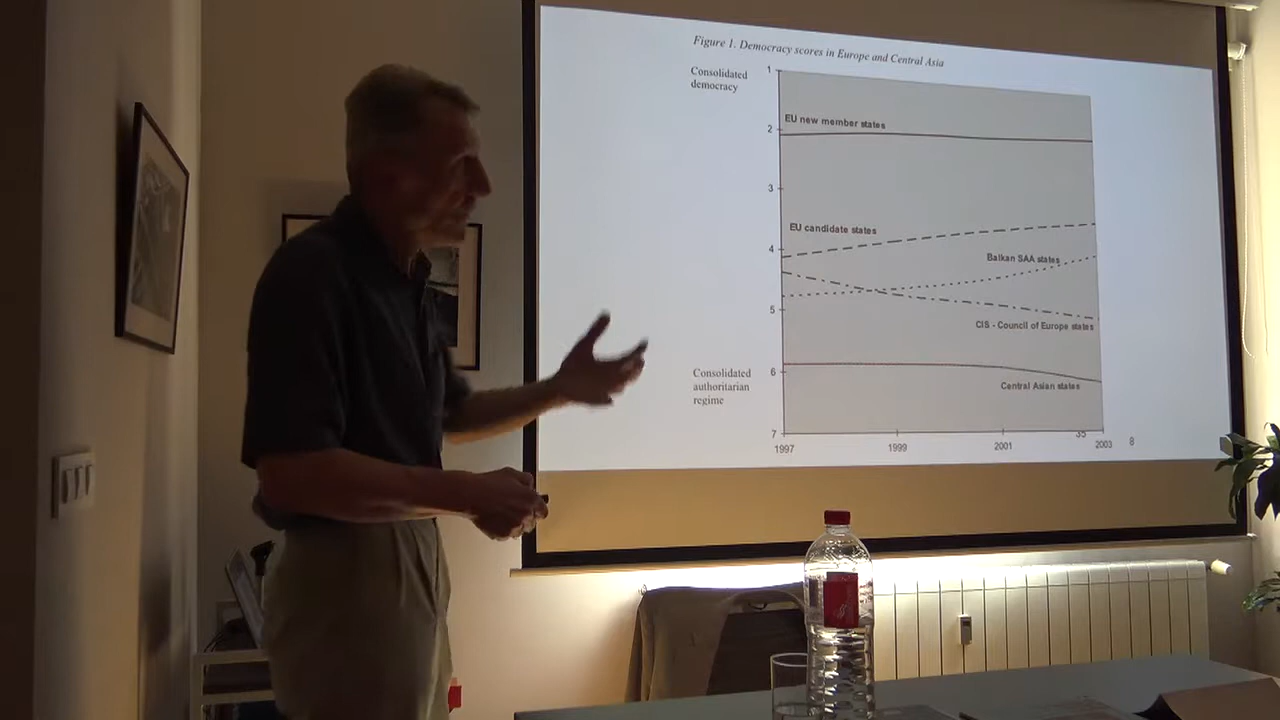 Figure 1. Democracy scores in Europe and Central Asia
Consolidated
democracy
1
EU new member states
2
3
EU candidate states
4
Balkan SAA states
5
CIS - Council of Europe states
Consolidated
authoritarian
regime
6
Central Asian states
7
1997
1999
2001
35
2003
8